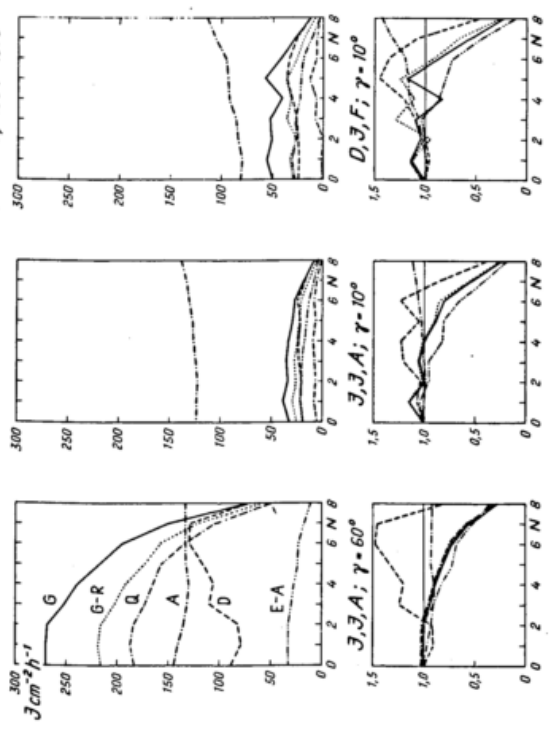 J cm⁻² h⁻¹
300 300 300
250 250 250
200 200 200
150 150 150
100 100 100
50 50 50
0 0 0
G
G-R
Q
A
D
E-A
0 2 4 6 N 8
0 2 4 6 N 8
0 2 4 6 N 8
J,J,A; γ=60°
J,J,A; γ=10°
D,J,F; γ=10°
1,5 1,5 1,5
1,0 1,0 1,0
0,5 0,5 0,5
0 0 0
0 2 4 6 N 8
0 2 4 6 N 8
0 2 4 6 N 8